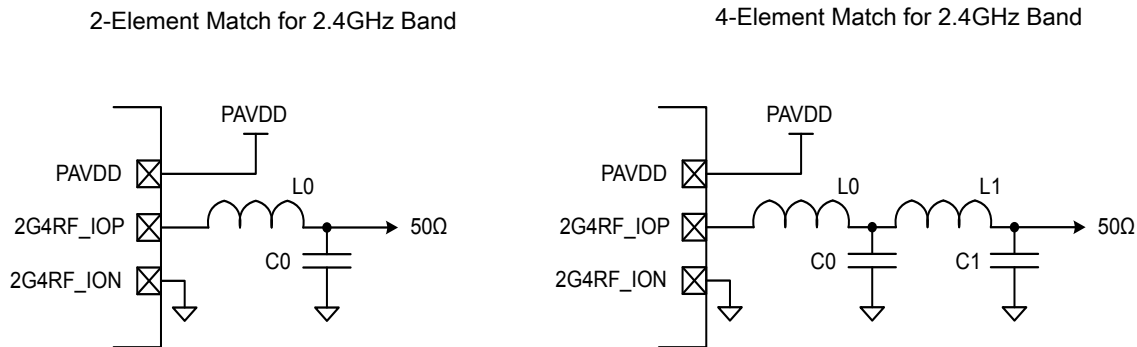 2-Element Match for 2.4GHz Band
4-Element Match for 2.4GHz Band
PAVDD
PAVDD
L0
2G4RF_IOP
50Ω
C0
2G4RF_ION
PAVDD
PAVDD
L0
L1
2G4RF_IOP
50Ω
C0
C1
2G4RF_ION